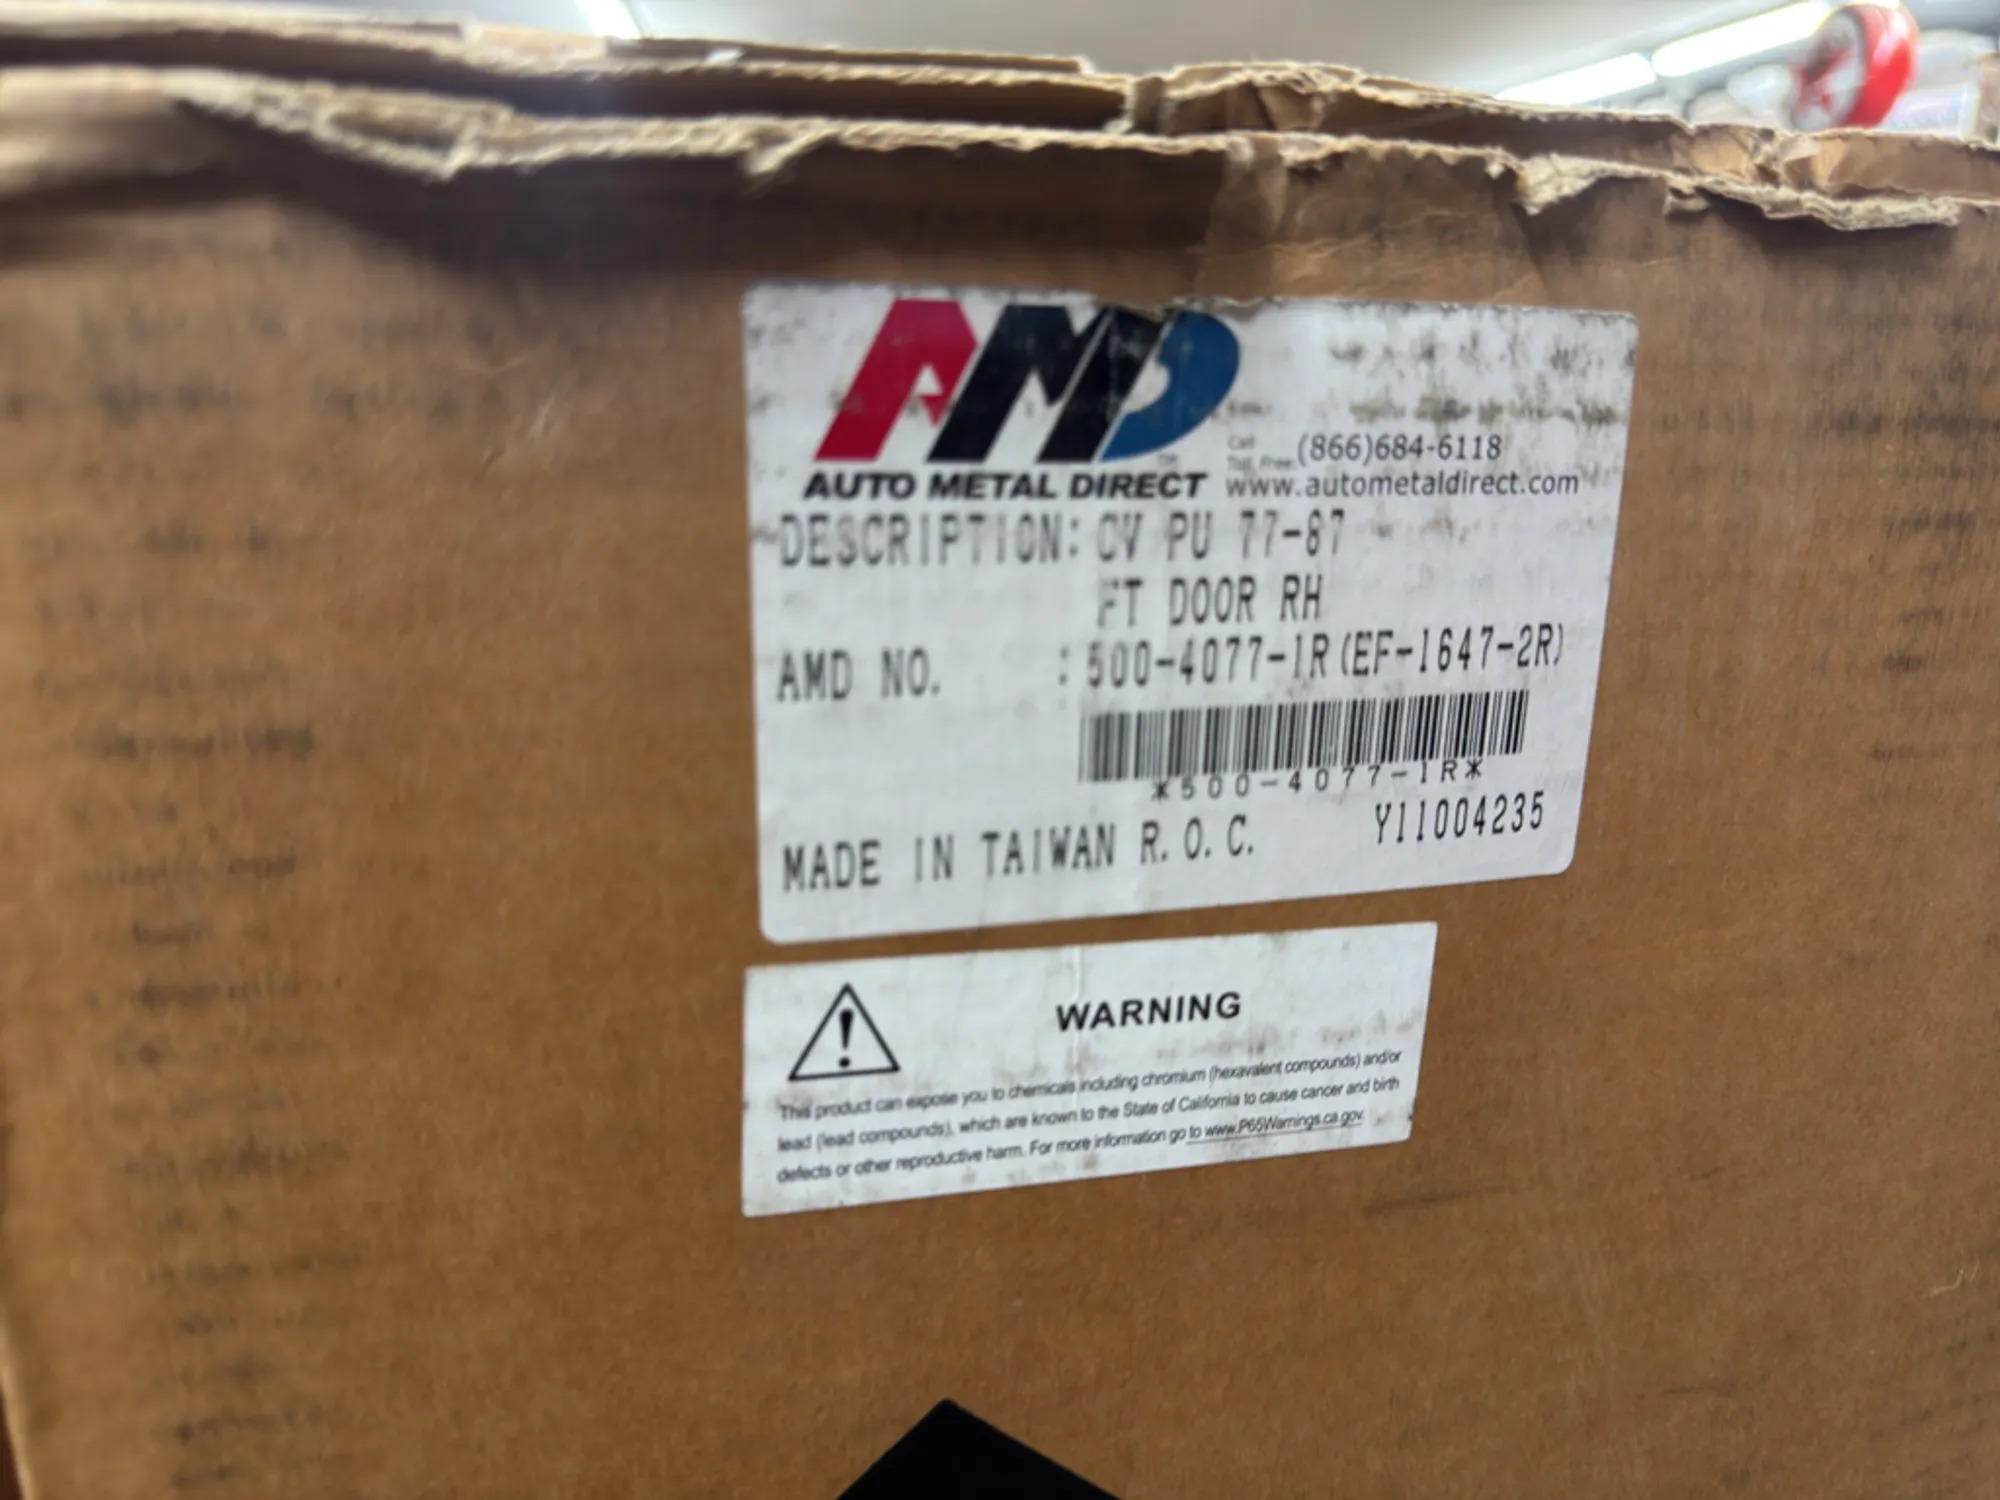 AMD
AUTO METAL DIRECT
Call
Toll Free: (866)684-6118
www.autometaldirect.com
DESCRIPTION: CV PU 77-87
FT DOOR RH
AMD NO. : 500-4077-1R(EF-1647-2R)
*500-4077-1R*
MADE IN TAIWAN R.O.C. Y11004235
WARNING
This product can expose you to chemicals including chromium (hexavalent compounds) and/or
lead (lead compounds), which are known to the State of California to cause cancer and birth
defects or other reproductive harm. For more information go to www.P65Warnings.ca.gov.